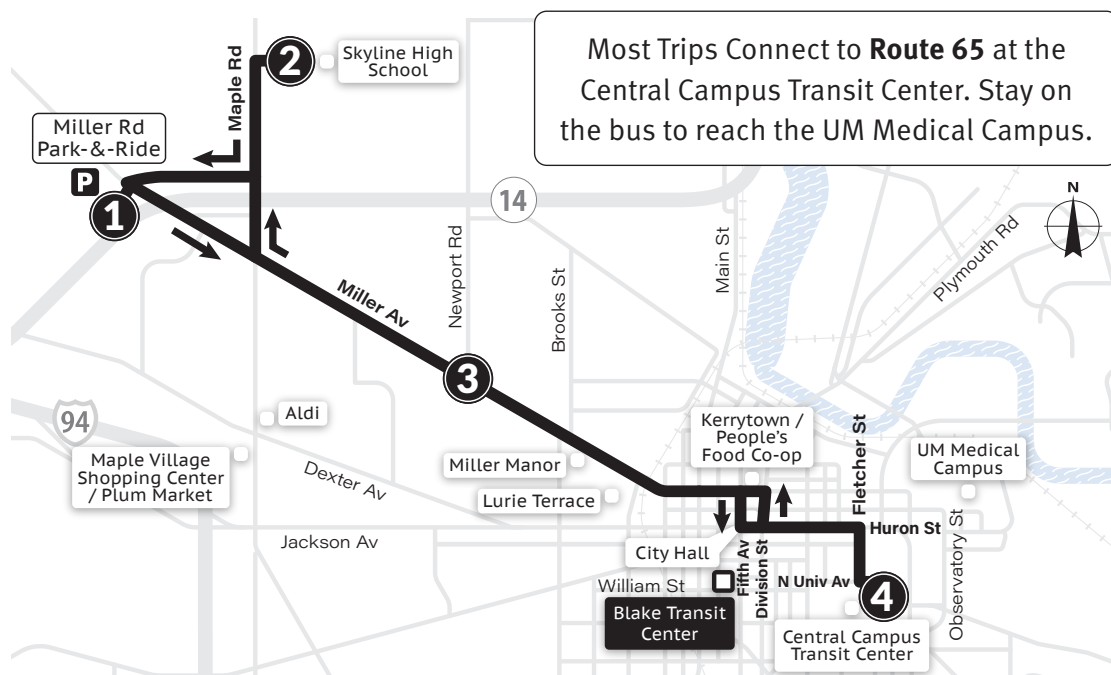 Most Trips Connect to Route 65 at the
Central Campus Transit Center. Stay on
the bus to reach the UM Medical Campus.
Maple Rd
2
Skyline High
School
Miller Rd
Park-&-Ride
P
1
14
N
Newport Rd
Main St
Plymouth Rd
Miller Av
Brooks St
3
94
Aldi
Maple Village
Shopping Center
/ Plum Market
Dexter Av
Miller Manor
Lurie Terrace
Kerrytown /
People's
Food Co-op
Fletcher St
UM Medical
Campus
Jackson Av
City Hall
Huron St
Fifth Av
Division St
Observatory St
William St
N Univ Av
4
Blake Transit
Center
Central Campus
Transit Center